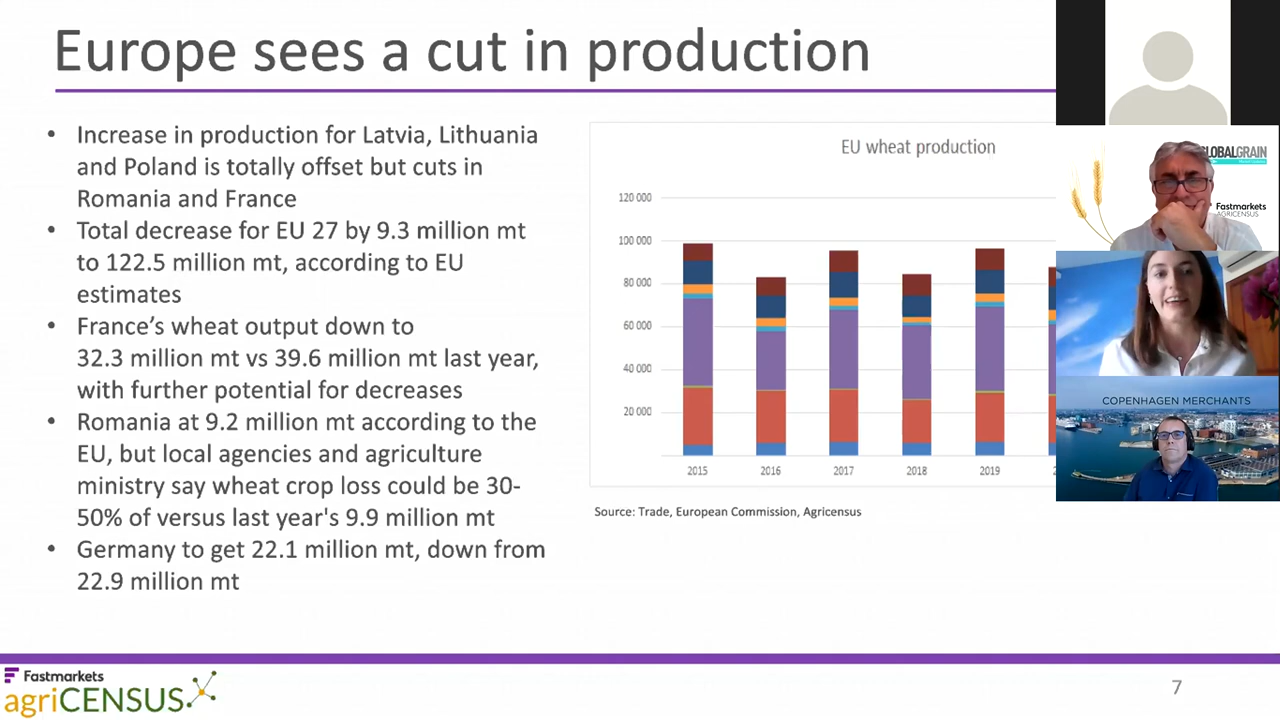 Europe sees a cut in production
• Increase in production for Latvia, Lithuania
and Poland is totally offset but cuts in
Romania and France
• Total decrease for EU 27 by 9.3 million mt
to 122.5 million mt, according to EU
estimates
• France’s wheat output down to
32.3 million mt vs 39.6 million mt last year,
with further potential for decreases
• Romania at 9.2 million mt according to the
EU, but local agencies and agriculture
ministry say wheat crop loss could be 30-
50% of versus last year's 9.9 million mt
• Germany to get 22.1 million mt, down from
22.9 million mt
EU wheat production
120 000
100 000
80 000
60 000
40 000
20 000
2015 2016 2017 2018 2019
Source: Trade, European Commission, Agricensus
GLOBALGRAIN
Fastmarkets
AGRICENSUS
COPENHAGEN MERCHANTS
Fastmarkets
agriCENSUS
7